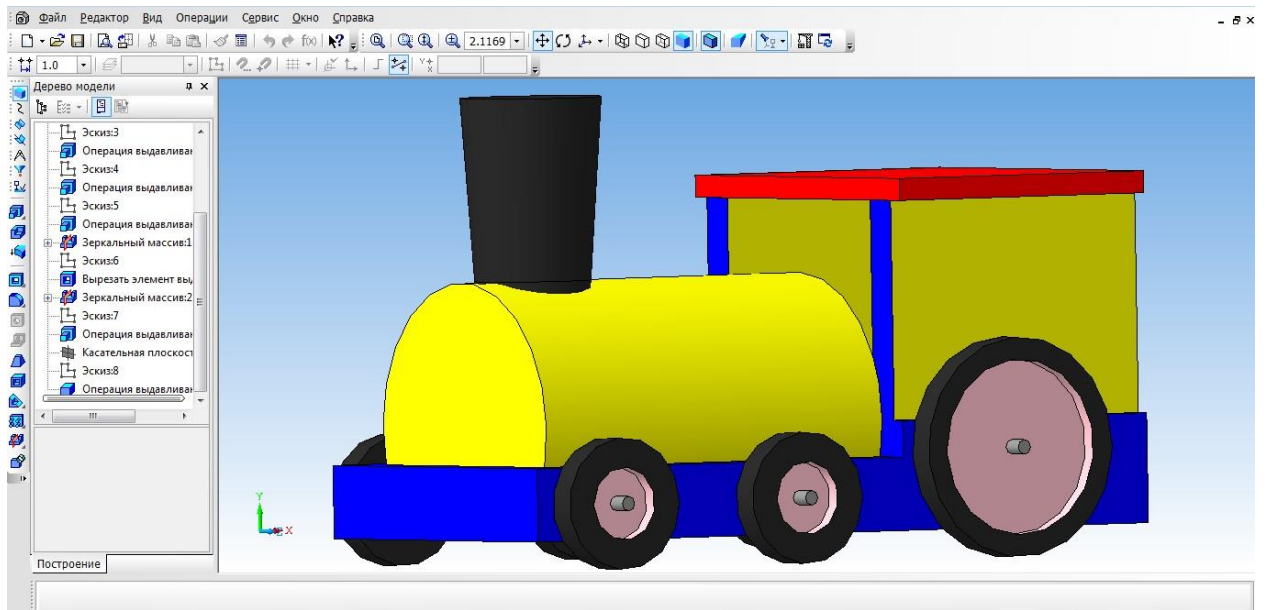 Файл Редактор Вид Операции Сервис Окно Справка
2.1169
1.0
Дерево модели
Эскиз:3
Операция выдавливан
Эскиз:4
Операция выдавливан
Эскиз:5
Операция выдавливан
Зеркальный массив:1
Эскиз:6
Вырезать элемент выд
Зеркальный массив:2
Эскиз:7
Операция выдавливан
Касательная плоскост
Эскиз:8
Операция выдавливан
Построение
Y
X